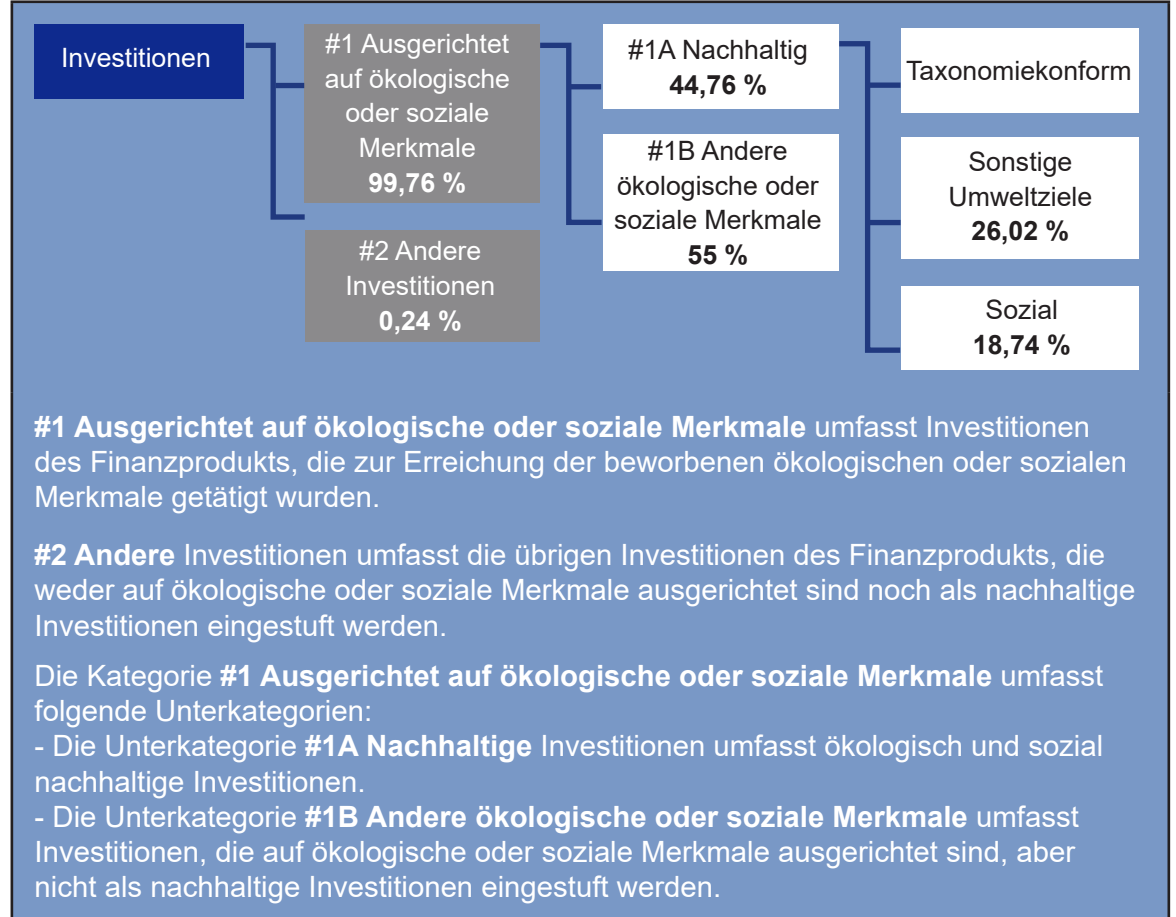 Investitionen
#1 Ausgerichtet
auf ökologische
oder soziale
Merkmale
99,76 %
#2 Andere
Investitionen
0,24 %
#1A Nachhaltig
44,76 %
#1B Andere
ökologische oder
soziale Merkmale
55 %
Taxonomiekonform
Sonstige
Umweltziele
26,02 %
Sozial
18,74 %
#1 Ausgerichtet auf ökologische oder soziale Merkmale umfasst Investitionen
des Finanzprodukts, die zur Erreichung der beworbenen ökologischen oder sozialen
Merkmale getätigt wurden.
#2 Andere Investitionen umfasst die übrigen Investitionen des Finanzprodukts, die
weder auf ökologische oder soziale Merkmale ausgerichtet sind noch als nachhaltige
Investitionen eingestuft werden.
Die Kategorie #1 Ausgerichtet auf ökologische oder soziale Merkmale umfasst
folgende Unterkategorien:
- Die Unterkategorie #1A Nachhaltige Investitionen umfasst ökologisch und sozial
nachhaltige Investitionen.
- Die Unterkategorie #1B Andere ökologische oder soziale Merkmale umfasst
Investitionen, die auf ökologische oder soziale Merkmale ausgerichtet sind, aber
nicht als nachhaltige Investitionen eingestuft werden.